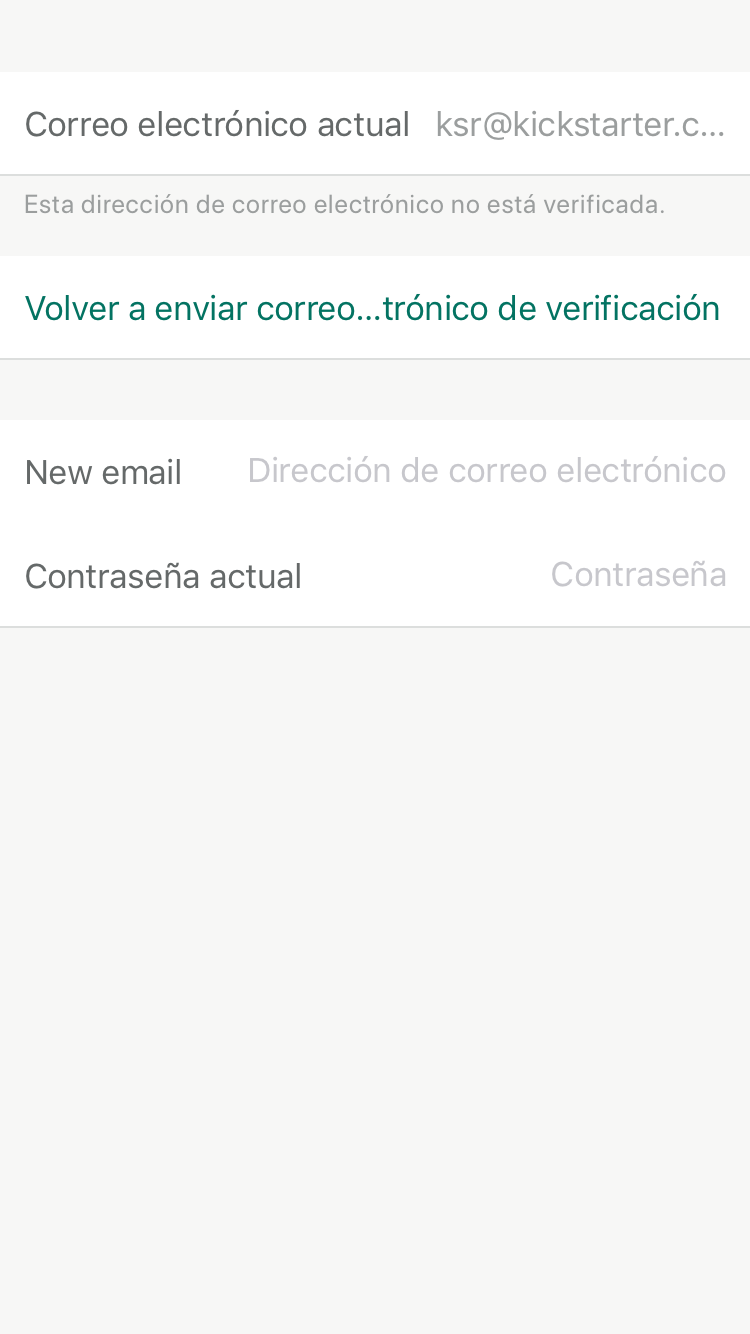 Correo electrónico actual ksr@kickstarter.c...
Esta dirección de correo electrónico no está verificada.
Volver a enviar correo...trónico de verificación
New email Dirección de correo electrónico
Contraseña actual Contraseña